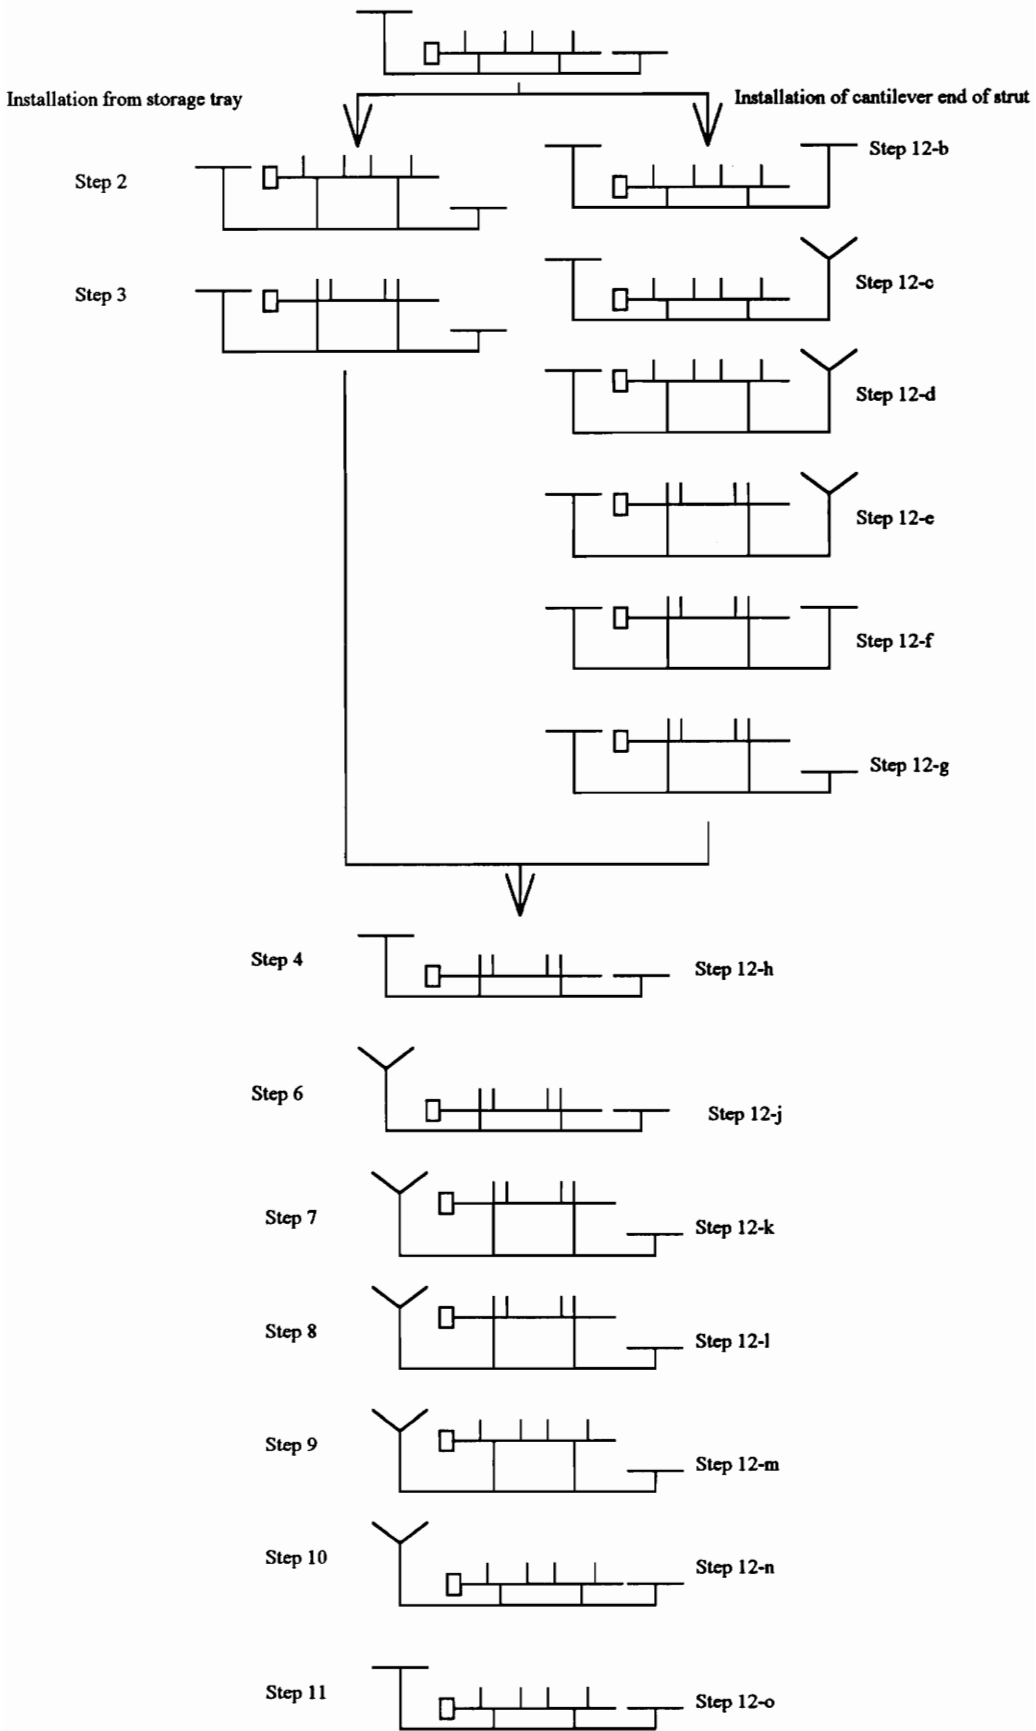 Installation from storage tray
Installation of cantilever end of strut
Step 2
Step 3
Step 12-b
Step 12-c
Step 12-d
Step 12-e
Step 12-f
Step 12-g
Step 4
Step 12-h
Step 6
Step 12-j
Step 7
Step 12-k
Step 8
Step 12-l
Step 9
Step 12-m
Step 10
Step 12-n
Step 11
Step 12-o